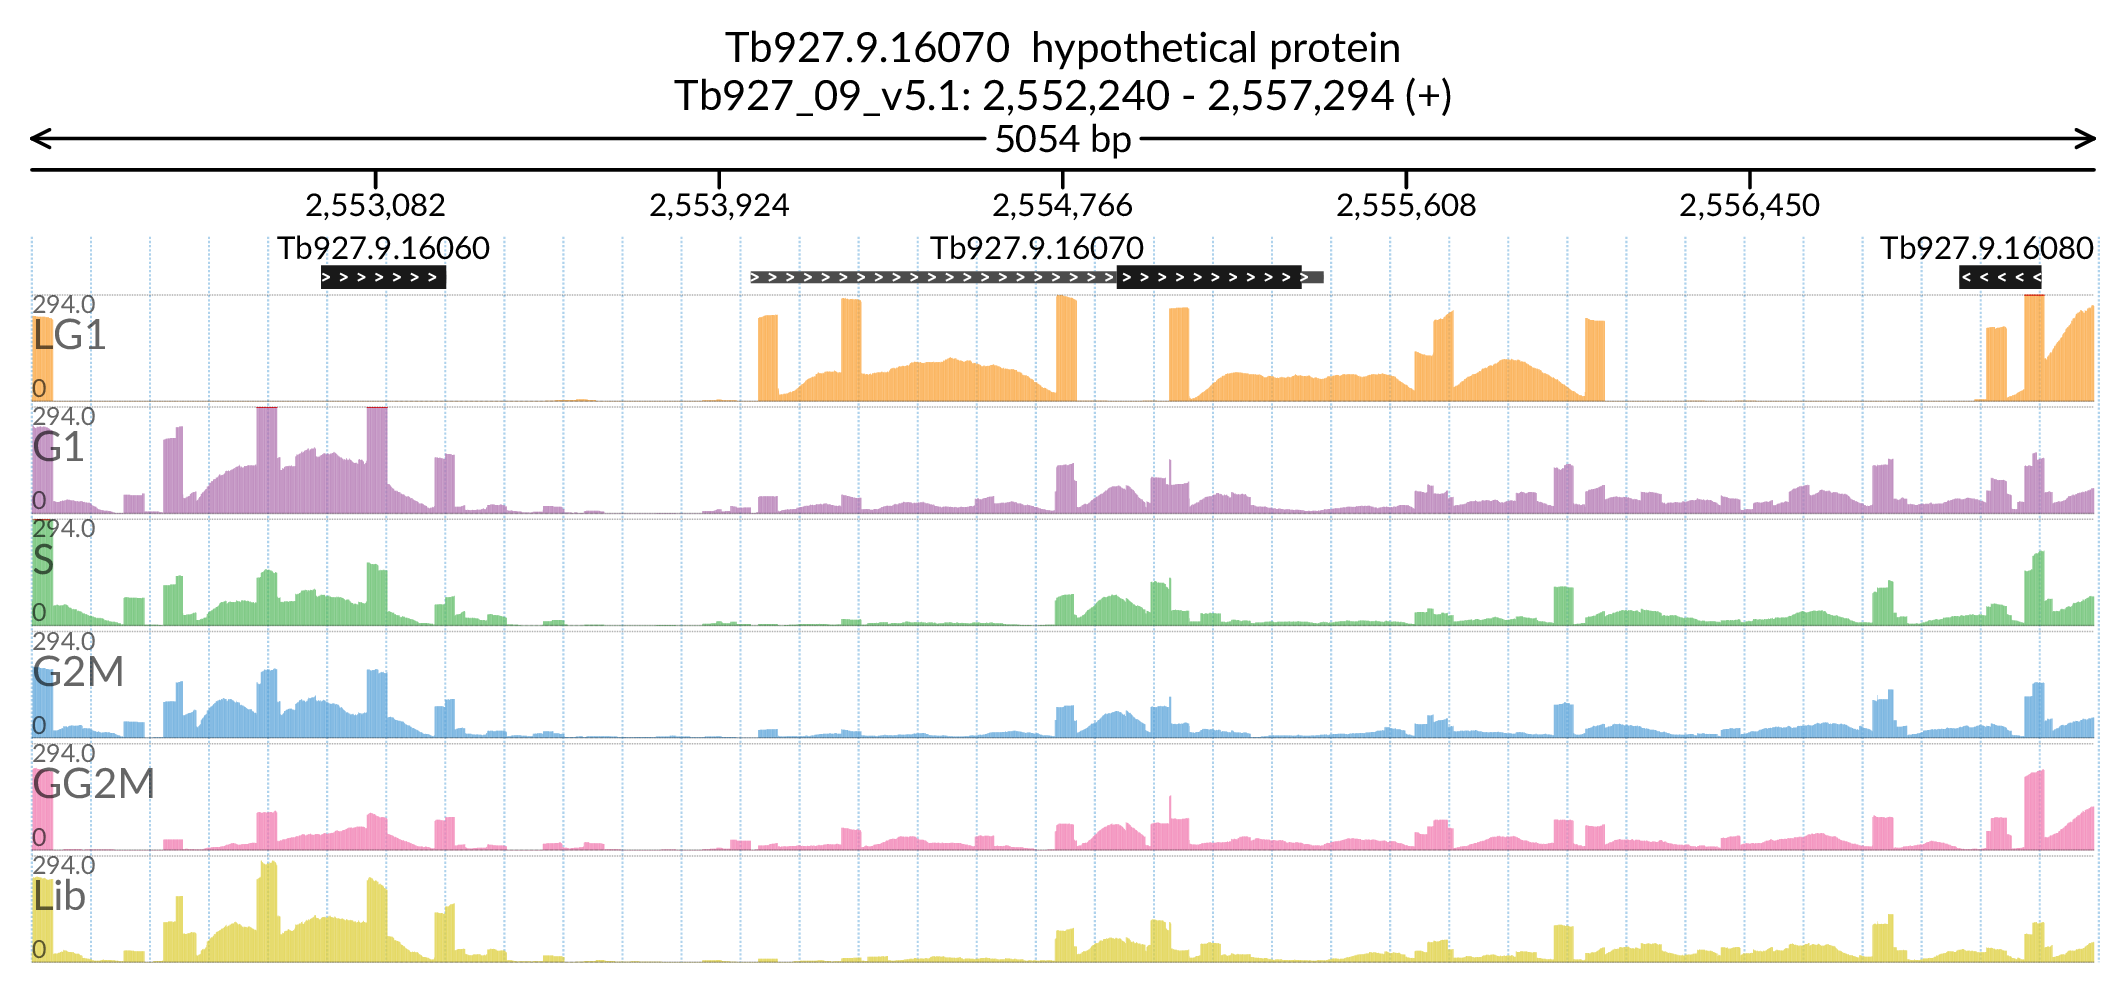 Tb927.9.16070  hypothetical protein
Tb927_09_v5.1: 2,552,240 - 2,557,294 (+)
5054 bp
2,553,082 2,553,924 2,554,766 2,555,608 2,556,450
Tb927.9.16060 Tb927.9.16070 Tb927.9.16080
294.0
LG1
0
294.0
G1
0
294.0
S
0
294.0
G2M
0
294.0
GG2M
0
294.0
Lib
0